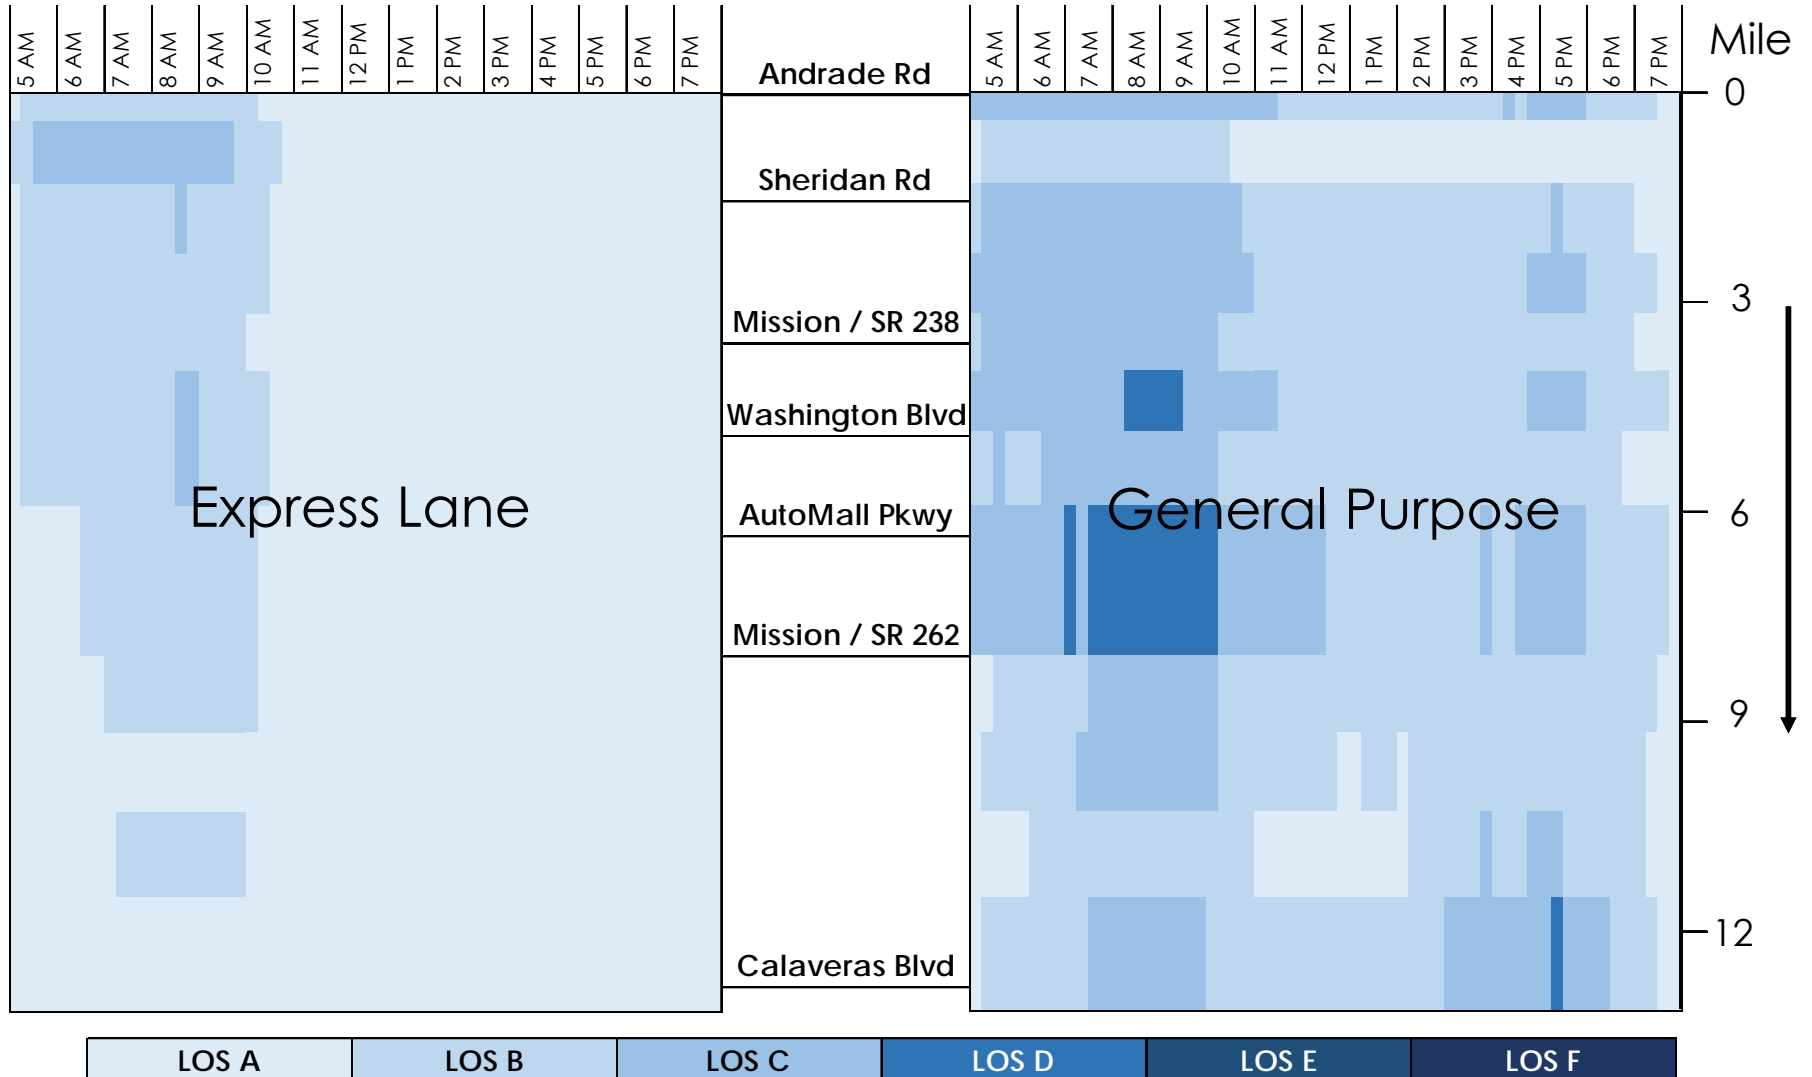 5 AM 6 AM 7 AM 8 AM 9 AM 10 AM 11 AM 12 PM 1 PM 2 PM 3 PM 4 PM 5 PM 6 PM 7 PM
5 AM 6 AM 7 AM 8 AM 9 AM 10 AM 11 AM 12 PM 1 PM 2 PM 3 PM 4 PM 5 PM 6 PM 7 PM
Mile
Andrade Rd
0
Sheridan Rd
3
Mission / SR 238
Washington Blvd
Express Lane
AutoMall Pkwy
General Purpose
6
Mission / SR 262
9
12
Calaveras Blvd
LOS A LOS B LOS C LOS D LOS E LOS F